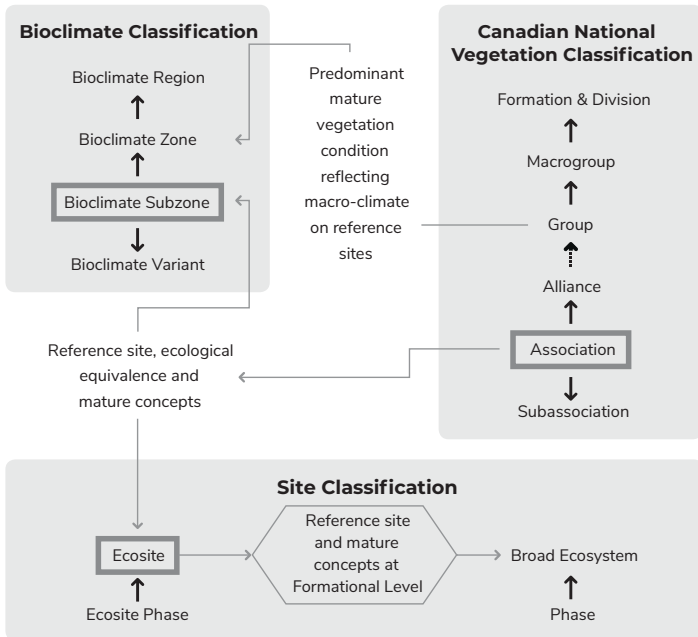 Bioclimate Classification
Bioclimate Region
Bioclimate Zone
Bioclimate Subzone
Bioclimate Variant
Predominant
mature
vegetation
condition
reflecting
macro-climate
on reference
sites
Canadian National
Vegetation Classification
Formation & Division
Macrogroup
Group
Alliance
Association
Subassociation
Reference site, ecological
equivalence and
mature concepts
Site Classification
Ecosite
Ecosite Phase
Reference site
and mature
concepts at
Formational Level
Broad Ecosystem
Phase